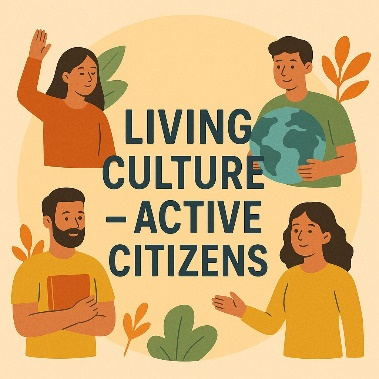 LIVING
CULTURE
– ACTIVE
CITIZENS